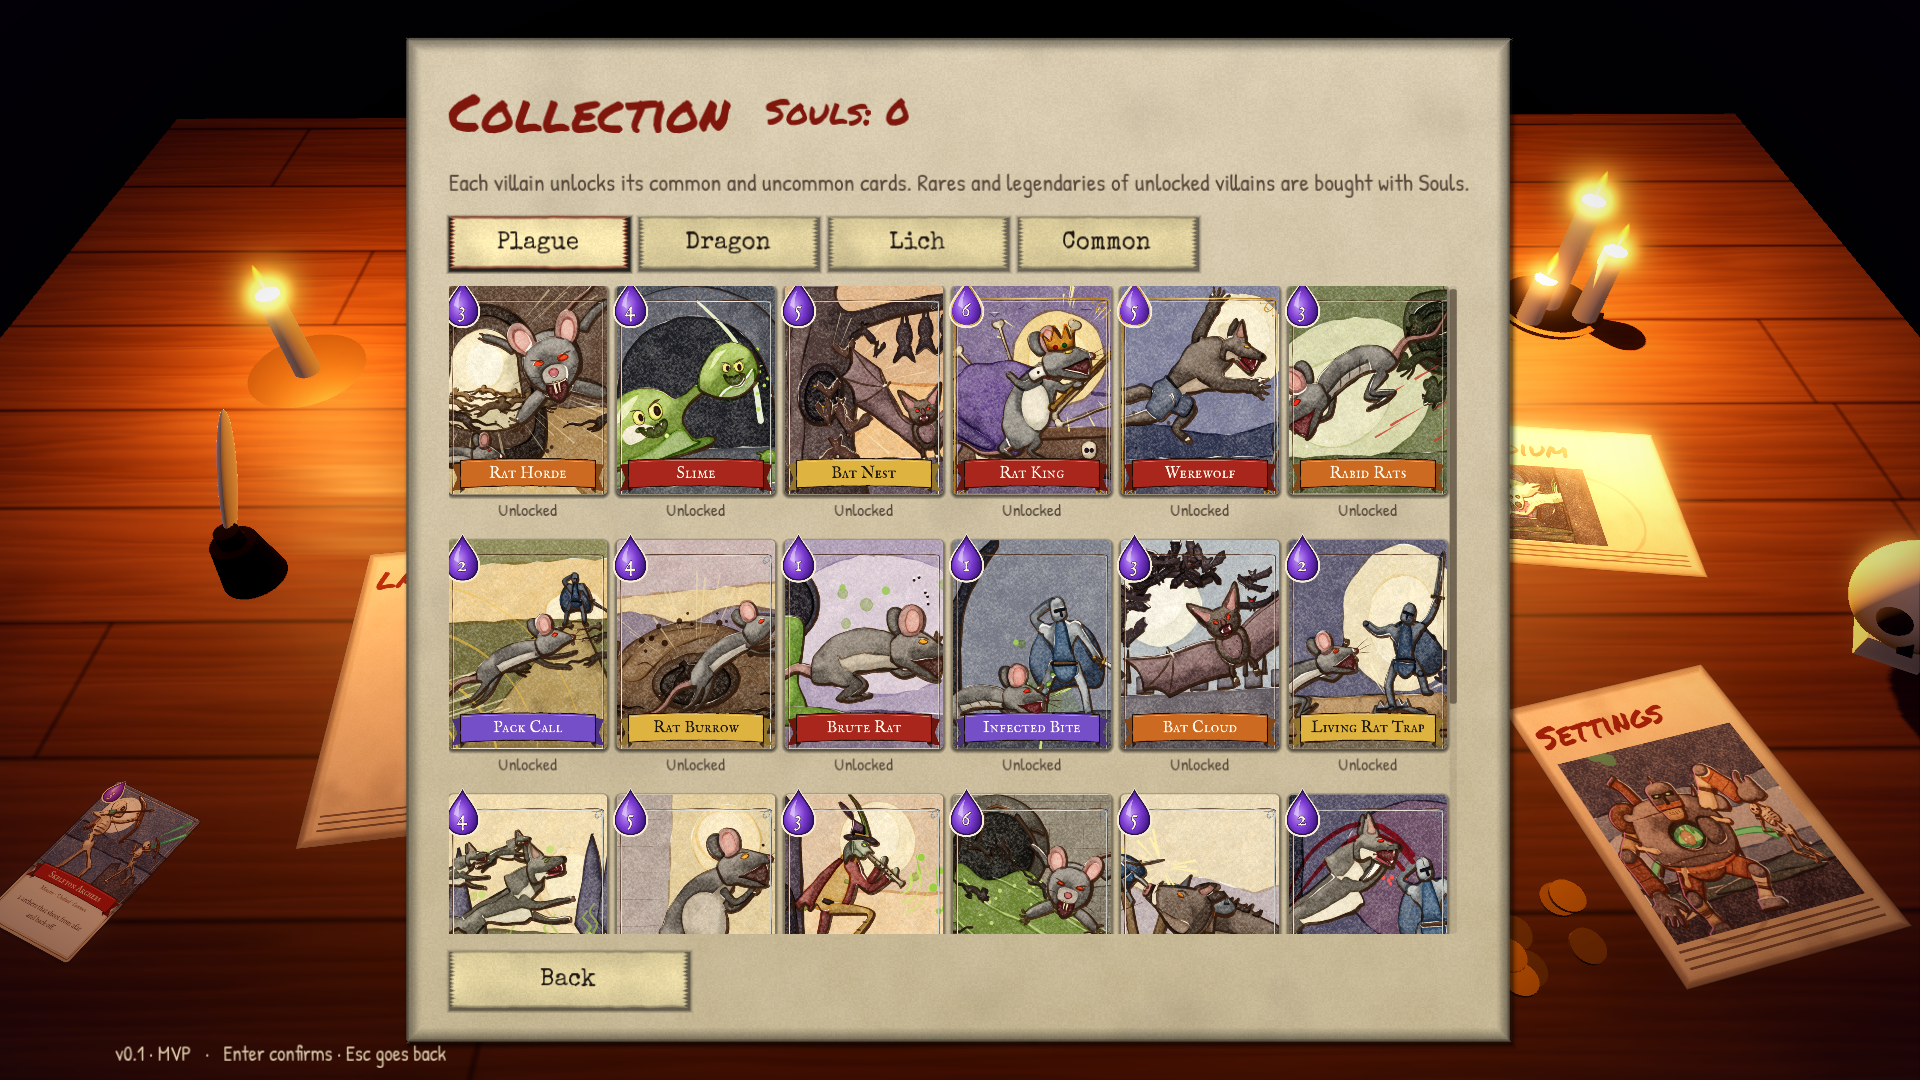 Collection Souls: 0
Each villain unlocks its common and uncommon cards. Rares and legendaries of unlocked villains are bought with Souls.
Plague Dragon Lich Common
3 4 5 6 5 3
Rat Horde Slime Bat Nest Rat King Werewolf Rabid Rats
Unlocked Unlocked Unlocked Unlocked Unlocked Unlocked
2 4 1 1 3 2
Pack Call Rat Burrow Brute Rat Infected Bite Bat Cloud Living Rat Trap
Unlocked Unlocked Unlocked Unlocked Unlocked Unlocked
4 5 3 6 5 2
Back
Settings
Skeleton Archers
v0.1 · MVP · Enter confirms · Esc goes back